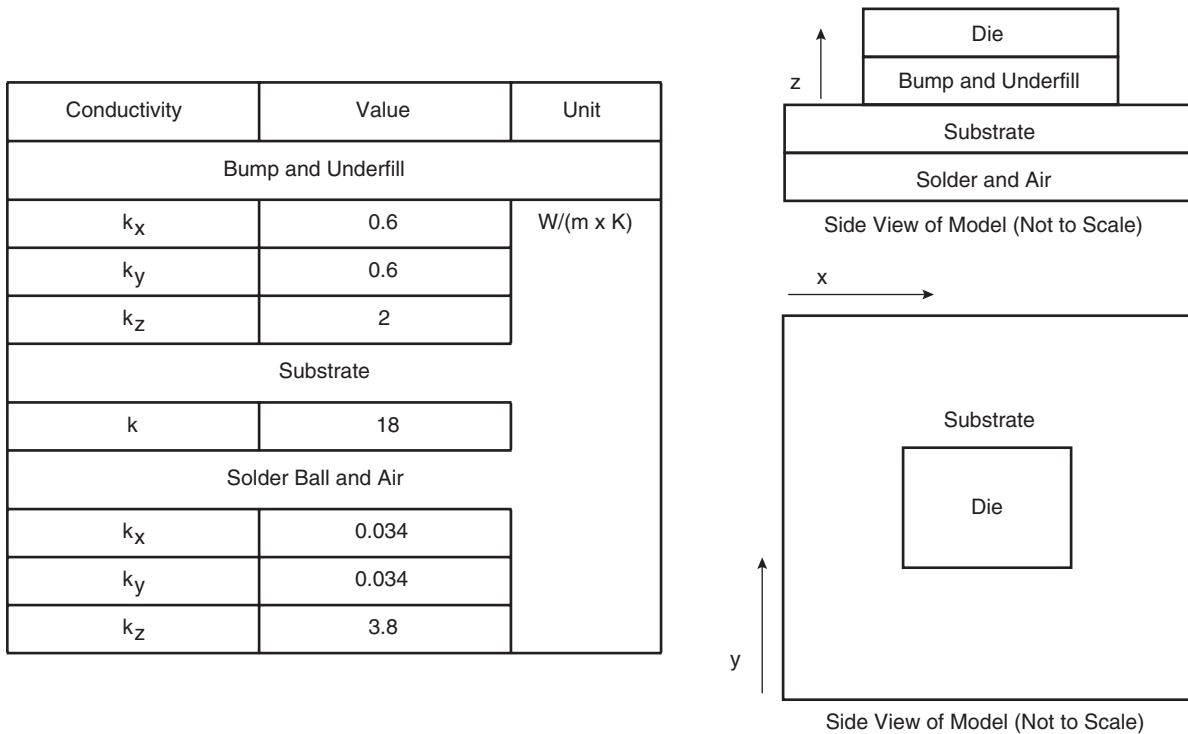 Conductivity Value Unit
Bump and Underfill
kx 0.6 W/(m x K)
ky 0.6
kz 2
Substrate
k 18
Solder Ball and Air
kx 0.034
ky 0.034
kz 3.8
Die
z
Bump and Underfill
Substrate
Solder and Air
Side View of Model (Not to Scale)
x
Substrate
Die
y
Side View of Model (Not to Scale)